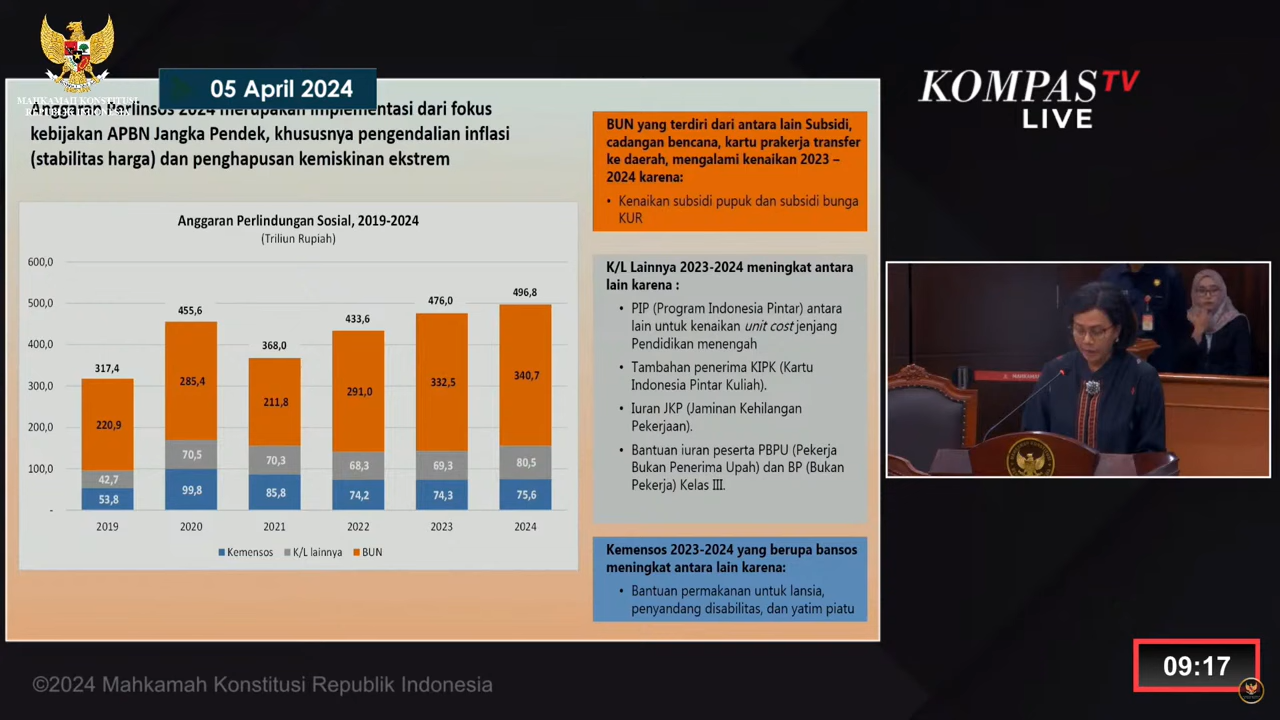 MAHKAMAH KONSTITUSI
REPUBLIK INDONESIA
05 April 2024
Anggaran Perlinsos 2024 merupakan implementasi dari fokus
kebijakan APBN Jangka Pendek, khususnya pengendalian inflasi
(stabilitas harga) dan penghapusan kemiskinan ekstrem
Anggaran Perlindungan Sosial, 2019-2024
(Triliun Rupiah)
600,0
500,0
400,0
300,0
200,0
100,0
-
317,4
220,9
42,7
53,8
455,6
285,4
70,5
99,8
368,0
211,8
70,3
85,8
433,6
291,0
68,3
74,2
476,0
332,5
69,3
74,3
496,8
340,7
80,5
75,6
2019 2020 2021 2022 2023 2024
Kemensos K/L lainnya BUN
BUN yang terdiri dari antara lain Subsidi,
cadangan bencana, kartu prakerja transfer
ke daerah, mengalami kenaikan 2023 –
2024 karena:
• Kenaikan subsidi pupuk dan subsidi bunga
KUR
K/L Lainnya 2023-2024 meningkat antara
lain karena :
• PIP (Program Indonesia Pintar) antara
lain untuk kenaikan unit cost jenjang
Pendidikan menengah
• Tambahan penerima KIPK (Kartu
Indonesia Pintar Kuliah).
• Iuran JKP (Jaminan Kehilangan
Pekerjaan).
• Bantuan iuran peserta PBPU (Pekerja
Bukan Penerima Upah) dan BP (Bukan
Pekerja) Kelas III.
Kemensos 2023-2024 yang berupa bansos
meningkat antara lain karena:
• Bantuan permakanan untuk lansia,
penyandang disabilitas, dan yatim piatu
KOMPAS TV
LIVE
09:17
©2024 Mahkamah Konstitusi Republik Indonesia